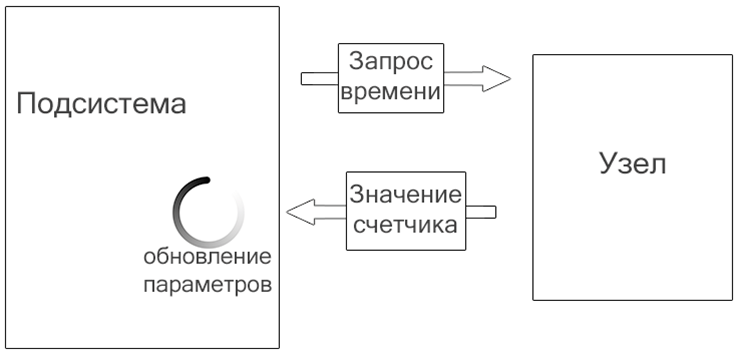 Подсистема
Запрос
времени
Узел
Значение
счетчика
обновление
параметров